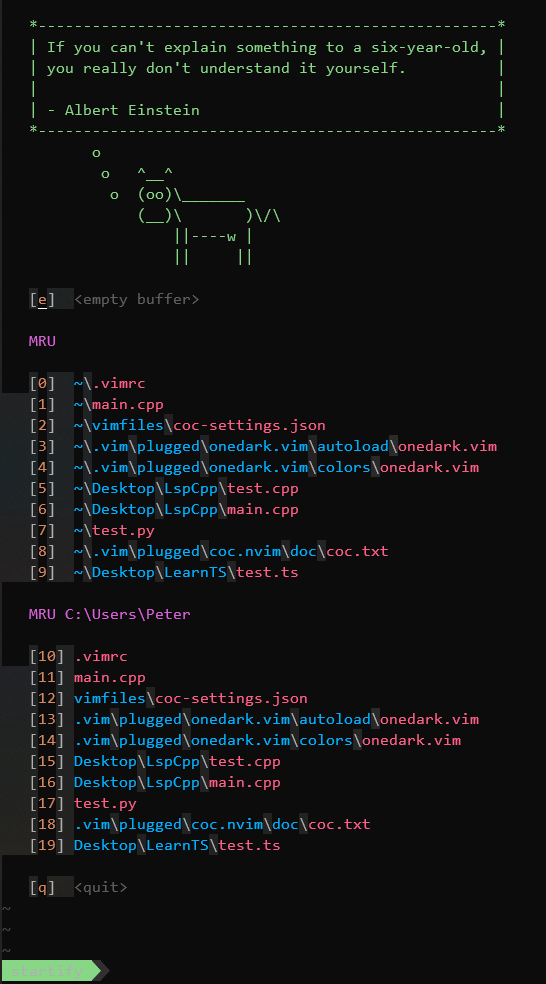 *---------------------------------------------------*
| If you can't explain something to a six-year-old, |
| you really don't understand it yourself.          |
|                                                   |
| - Albert Einstein                                 |
*---------------------------------------------------*
       o
        o   ^__^
         o  (oo)\_______
            (__)\       )\/\
                ||----w |
                ||     ||
[e]  <empty buffer>
MRU
[0]  ~\.vimrc
[1]  ~\main.cpp
[2]  ~\vimfiles\coc-settings.json
[3]  ~\.vim\plugged\onedark.vim\autoload\onedark.vim
[4]  ~\.vim\plugged\onedark.vim\colors\onedark.vim
[5]  ~\Desktop\LspCpp\test.cpp
[6]  ~\Desktop\LspCpp\main.cpp
[7]  ~\test.py
[8]  ~\.vim\plugged\coc.nvim\doc\coc.txt
[9]  ~\Desktop\LearnTS\test.ts
MRU C:\Users\Peter
[10] .vimrc
[11] main.cpp
[12] vimfiles\coc-settings.json
[13] .vim\plugged\onedark.vim\autoload\onedark.vim
[14] .vim\plugged\onedark.vim\colors\onedark.vim
[15] Desktop\LspCpp\test.cpp
[16] Desktop\LspCpp\main.cpp
[17] test.py
[18] .vim\plugged\coc.nvim\doc\coc.txt
[19] Desktop\LearnTS\test.ts
[q]  <quit>
~
~
~
startify